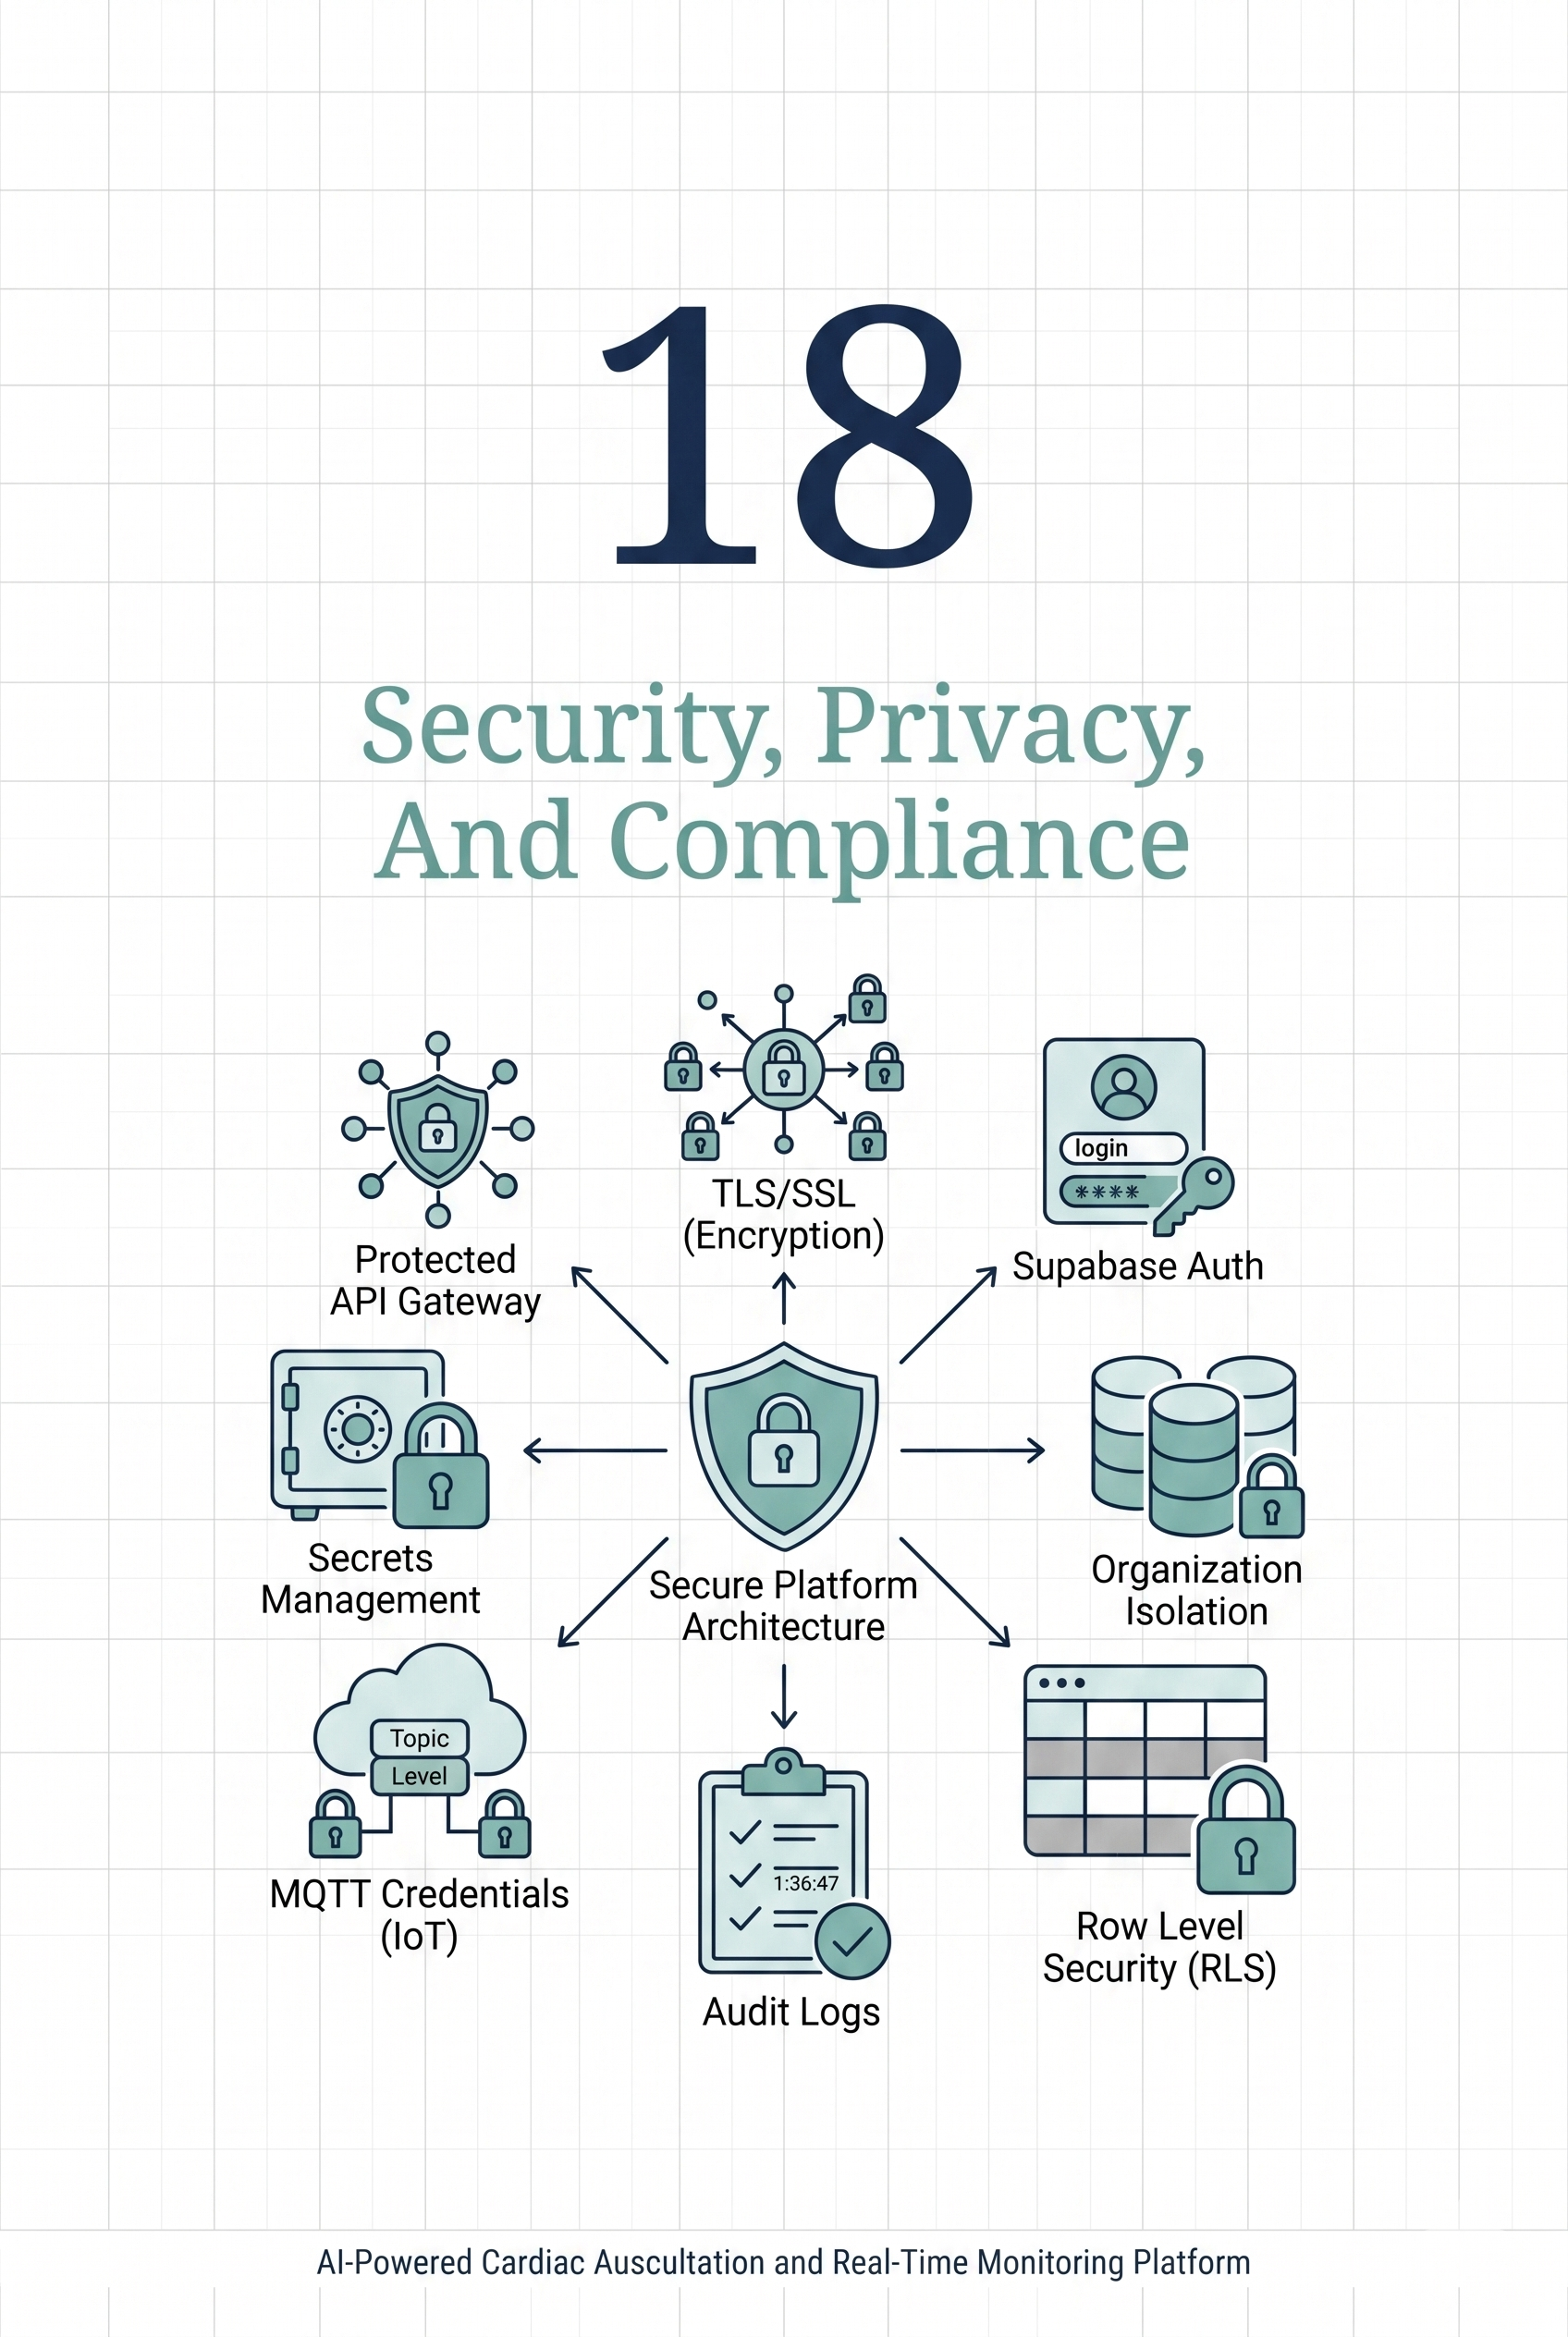 18
Security, Privacy,
And Compliance
Protected
API Gateway
TLS/SSL
(Encryption)
login
****
Supabase Auth
Secrets
Management
Secure Platform
Architecture
Organization
Isolation
Topic
Level
MQTT Credentials
(IoT)
1:36:47
Audit Logs
Row Level
Security (RLS)
AI-Powered Cardiac Auscultation and Real-Time Monitoring Platform